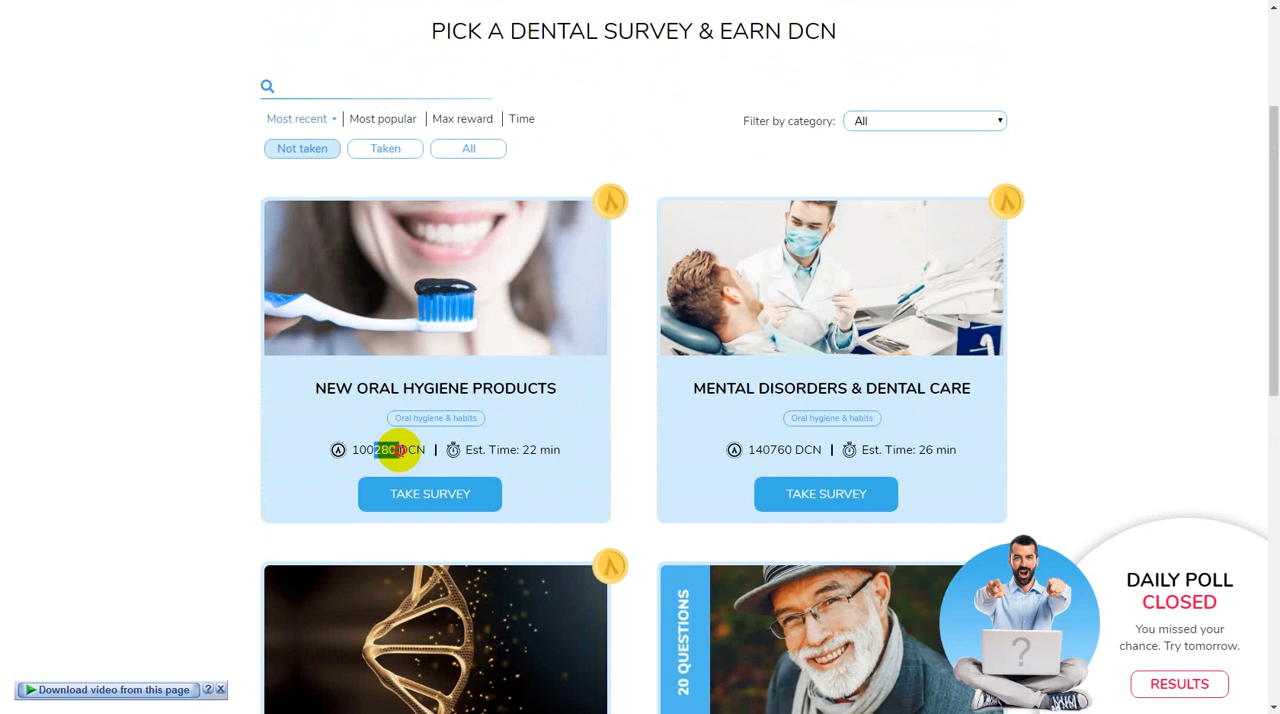 PICK A DENTAL SURVEY & EARN DCN
Most recent Most popular Max reward Time
Filter by category: All
Not taken Taken All
NEW ORAL HYGIENE PRODUCTS
Oral hygiene & habits
100280 DCN Est. Time: 22 min
TAKE SURVEY
MENTAL DISORDERS & DENTAL CARE
Oral hygiene & habits
140760 DCN Est. Time: 26 min
TAKE SURVEY
20 QUESTIONS
?
DAILY POLL
CLOSED
You missed your
chance. Try tomorrow.
RESULTS
Download video from this page ? X